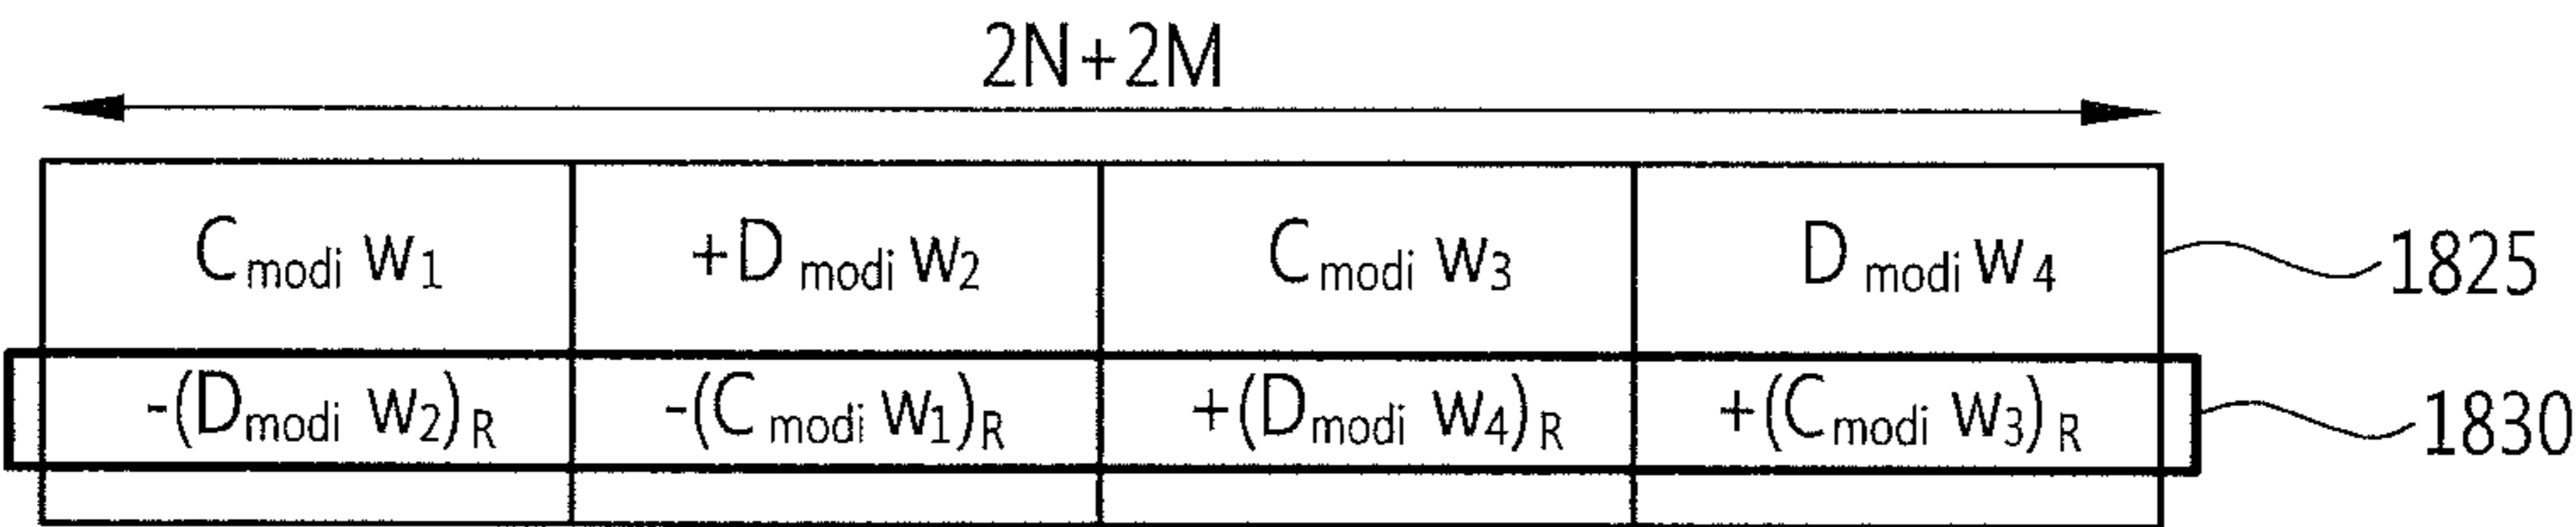 2N+2M
C modi w1 +D modi w2 C modi w3 D modi w4 1825
-(D modi w2)R -(C modi w1)R +(D modi w4)R +(C modi w3)R 1830